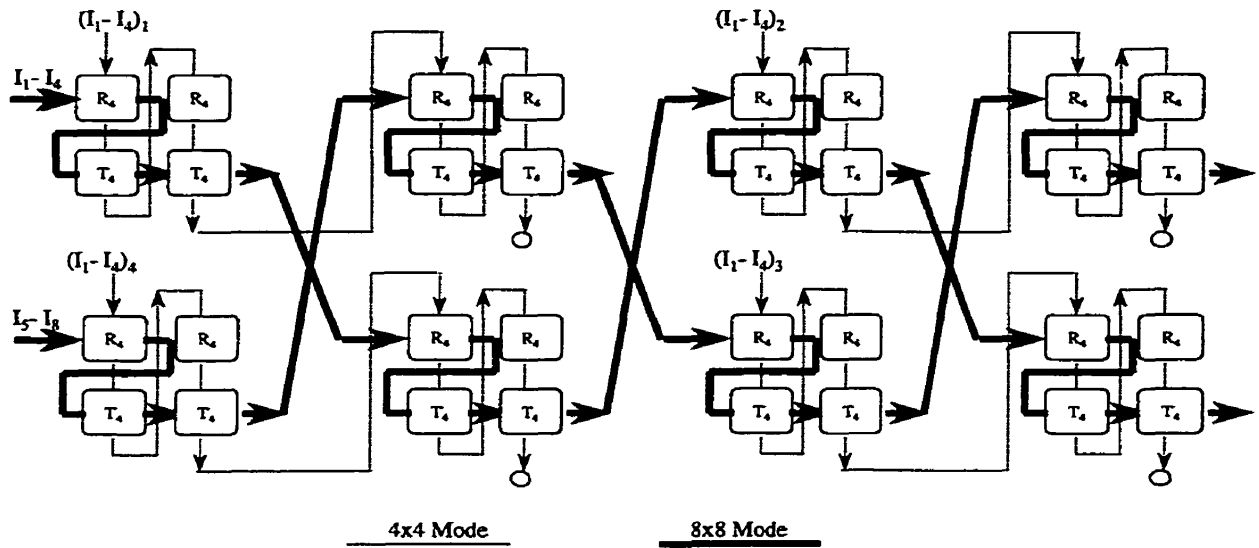 (I₁- I₄)₁ (I₁- I₄)₂
I₁- I₄
R₄ R₄ R₄ R₄ R₄ R₄ R₄ R₄
T₄ T₄ T₄ T₄ T₄ T₄ T₄ T₄
(I₁- I₄)₄ (I₁- I₄)₃
I₅- I₈
R₄ R₄ R₄ R₄ R₄ R₄ R₄ R₄
T₄ T₄ T₄ T₄ T₄ T₄ T₄ T₄
4x4 Mode 8x8 Mode